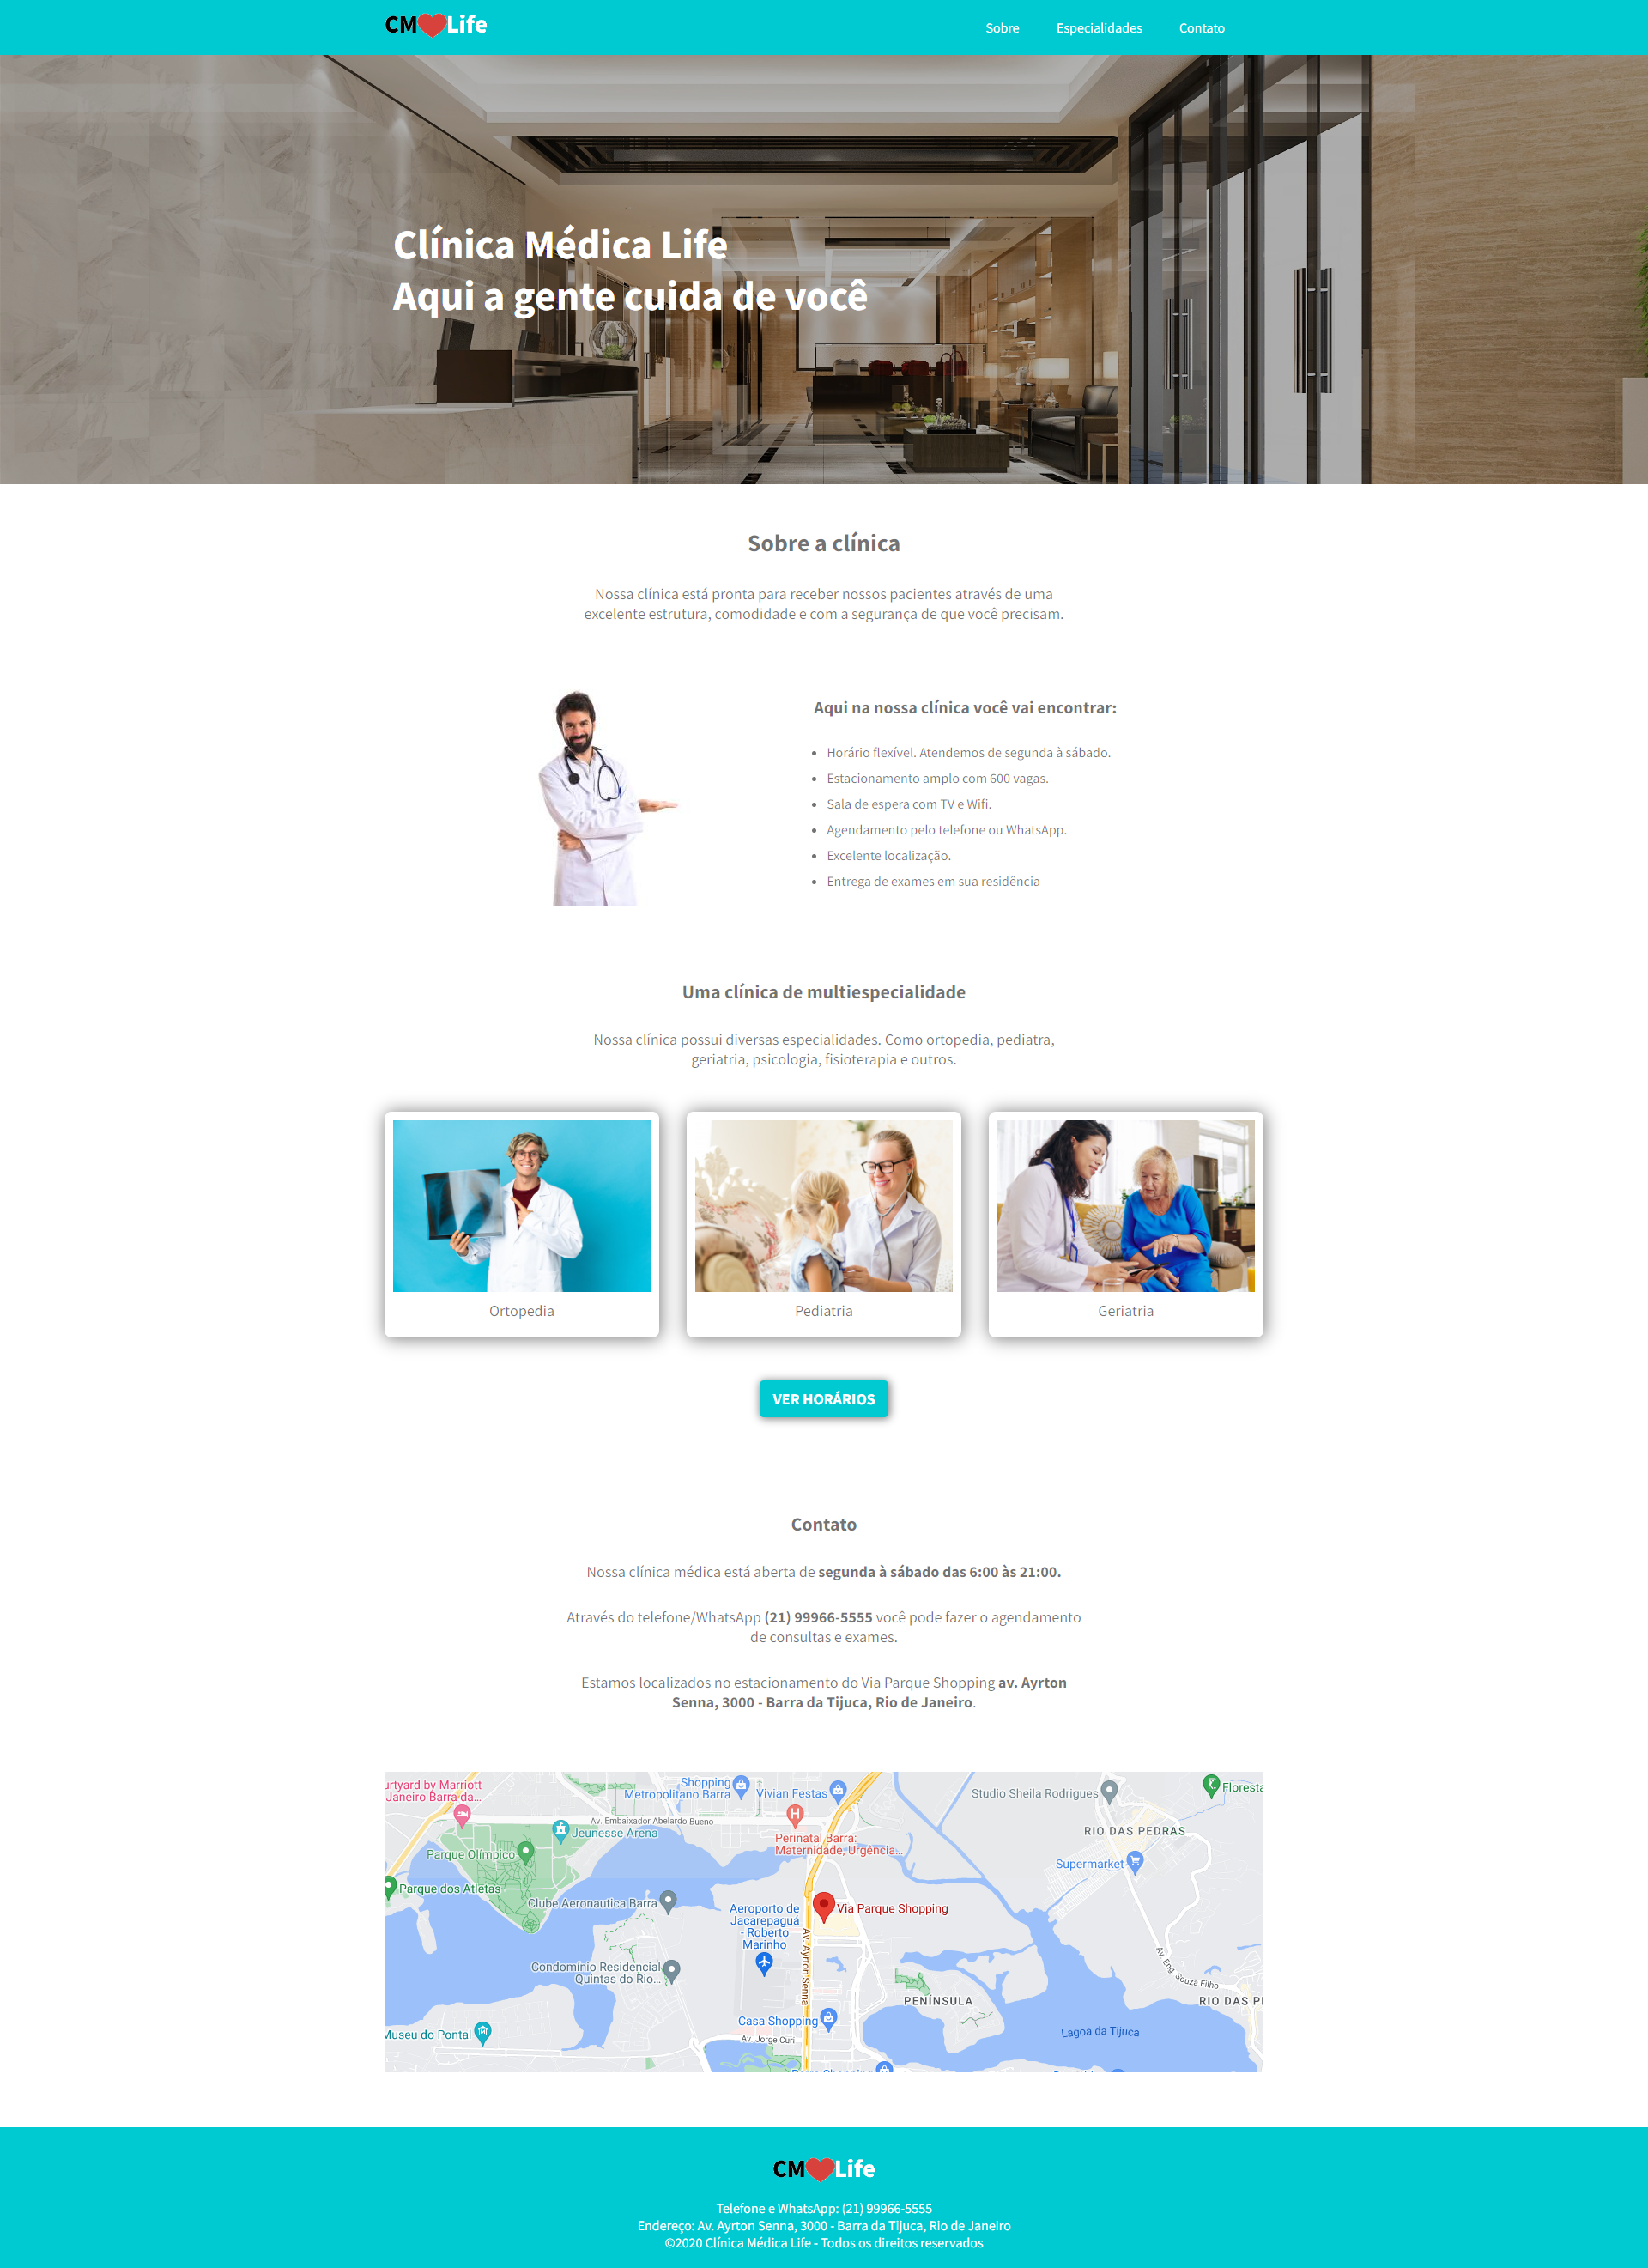 CM Life
Sobre Especialidades Contato
Clínica Médica Life
Aqui a gente cuida de você
Sobre a clínica
Nossa clínica está pronta para receber nossos pacientes através de uma
excelente estrutura, comodidade e com a segurança de que você precisam.
Aqui na nossa clínica você vai encontrar:
Horário flexível. Atendemos de segunda à sábado.
Estacionamento amplo com 600 vagas.
Sala de espera com TV e Wifi.
Agendamento pelo telefone ou WhatsApp.
Excelente localização.
Entrega de exames em sua residência
Uma clínica de multiespecialidade
Nossa clínica possui diversas especialidades. Como ortopedia, pediatra,
geriatria, psicologia, fisioterapia e outros.
Ortopedia
Pediatria
Geriatria
VER HORÁRIOS
Contato
Nossa clínica médica está aberta de segunda à sábado das 6:00 às 21:00.
Através do telefone/WhatsApp (21) 99966-5555 você pode fazer o agendamento
de consultas e exames.
Estamos localizados no estacionamento do Via Parque Shopping av. Ayrton
Senna, 3000 - Barra da Tijuca, Rio de Janeiro.
urtyard by Marriott
Janeiro Barra da...
Shopping
Metropolitano Barra
Vivian Festas
Studio Sheila Rodrigues
Floresta
Av. Embaixador Abelardo Bueno
Jeunesse Arena
Perinatal Barra:
Maternidade, Urgência...
RIO DAS PEDRAS
Parque Olímpico
Supermarket
Parque dos Atletas
Clube Aeronautica Barra
Aeroporto de
Jacarepaguá
- Roberto
Marinho
Via Parque Shopping
Av. Ayrton Senna
Condomínio Residencial
Quintas do Rio...
Av. Eng. Souza Filho
PENÍNSULA
RIO DAS PE
Casa Shopping
Museu do Pontal
Av. Jorge Curi
Lagoa da Tijuca
CM Life
Telefone e WhatsApp: (21) 99966-5555
Endereço: Av. Ayrton Senna, 3000 - Barra da Tijuca, Rio de Janeiro
©2020 Clínica Médica Life - Todos os direitos reservados